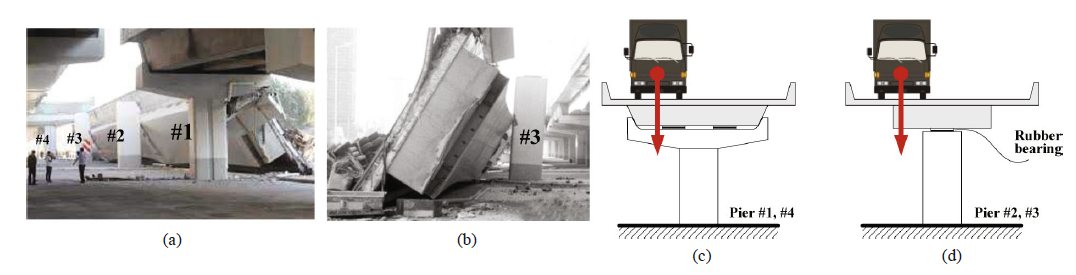 #4
#3
#2
#1
#3
Rubber
bearing
Pier #1, #4
Pier #2, #3
(a)
(b)
(c)
(d)